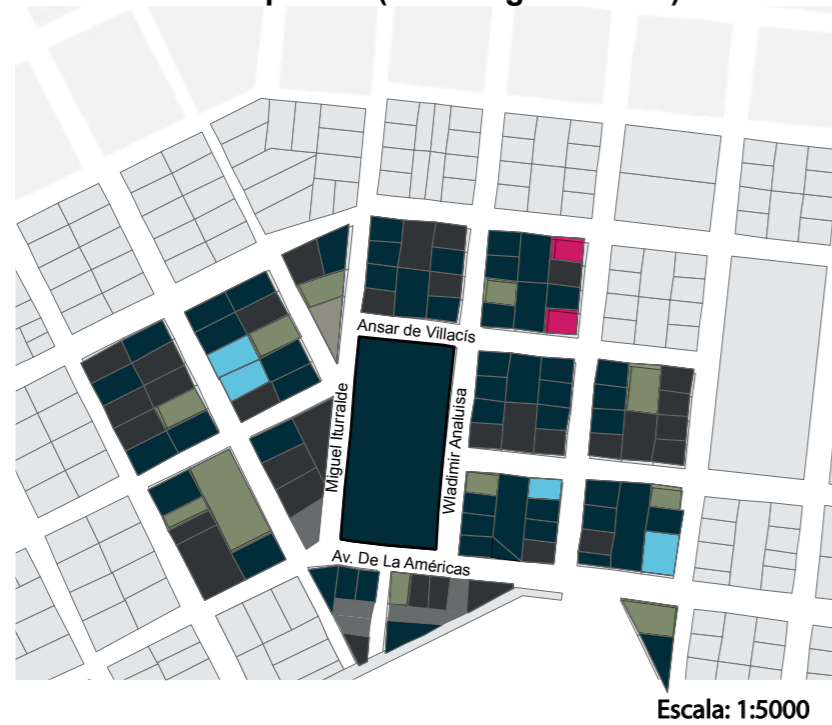 Ansar de Villacís
Miguel Iturralde
Wladimir Analuisa
Av. De La Américas
Escala: 1:5000